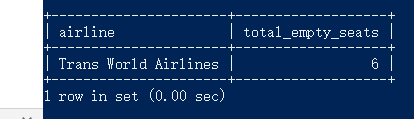 +----------------------+-------------------+
| airline              | total_empty_seats |
+----------------------+-------------------+
| Trans World Airlines |                 6 |
+----------------------+-------------------+
1 row in set (0.00 sec)